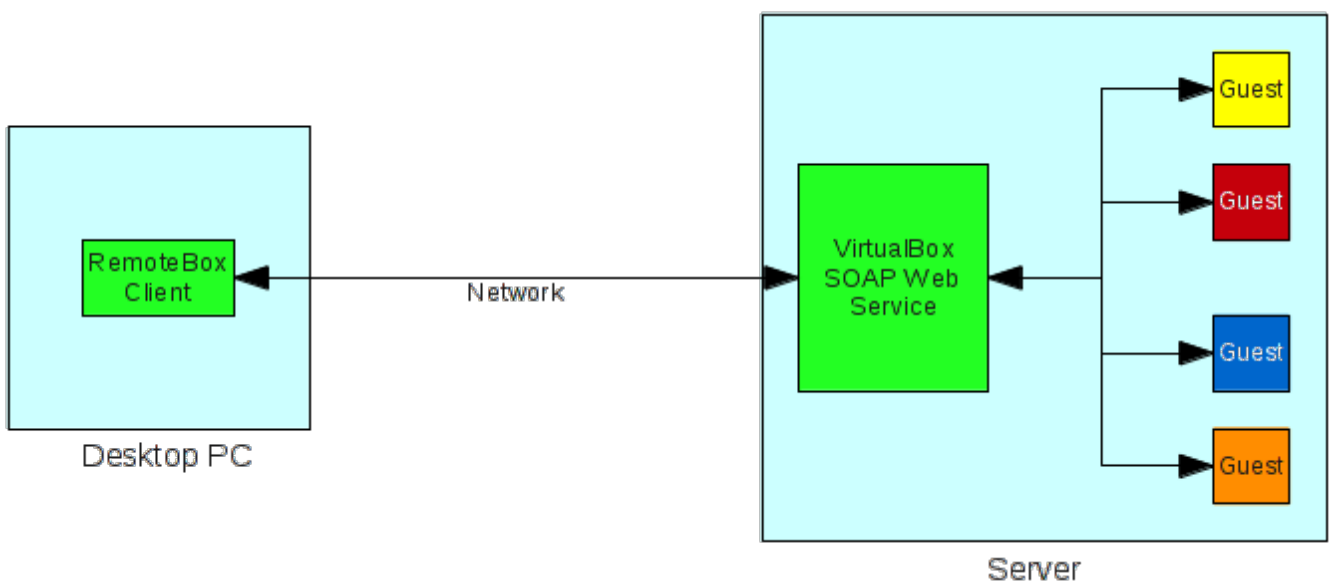 RemoteBox
Client
Desktop PC
Network
VirtualBox
SOAP Web
Service
Guest
Guest
Guest
Guest
Server